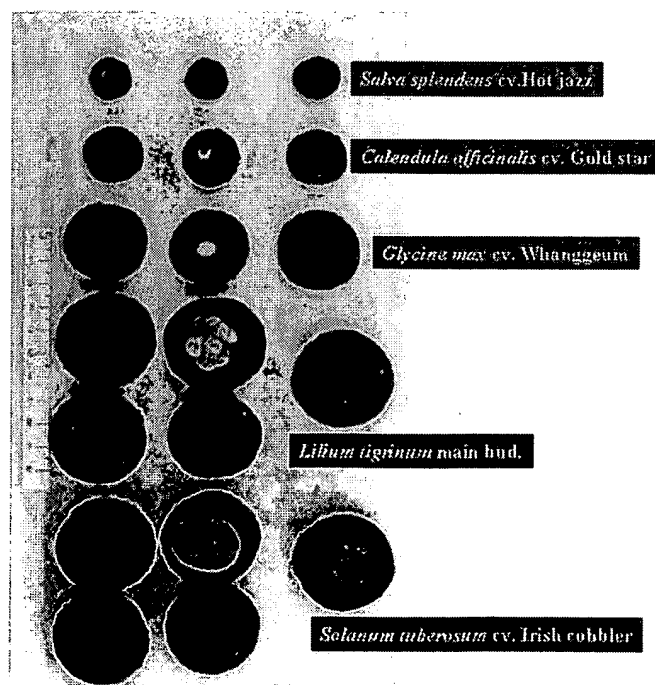 Salva splendens cv.Hot jazz
Calendula officinalis cv. Gold star
Glycine max cv. Whanggeum
Lilium tigrinum main bud.
Solanum tuberosum cv. Irish cobbler